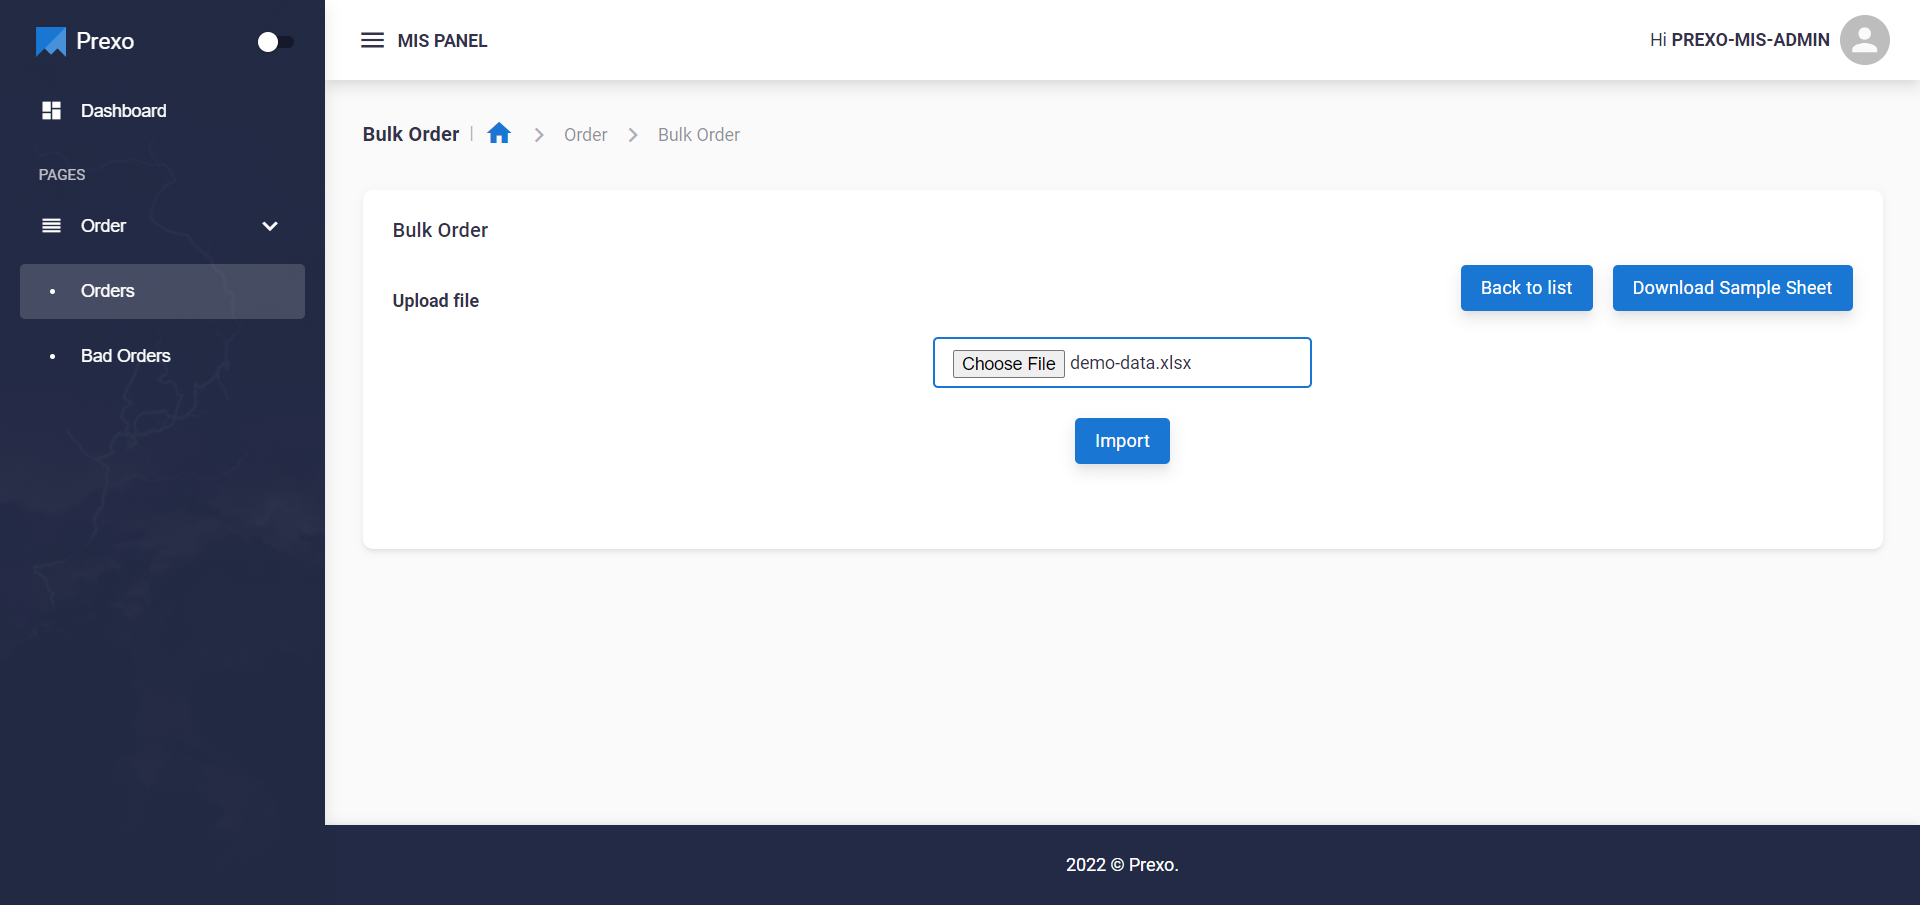 Prexo
Dashboard
PAGES
Order
Orders
Bad Orders
MIS PANEL
Hi PREXO-MIS-ADMIN
Bulk Order
Order
Bulk Order
Bulk Order
Upload file
Back to list
Download Sample Sheet
Choose File demo-data.xlsx
Import
2022 © Prexo.